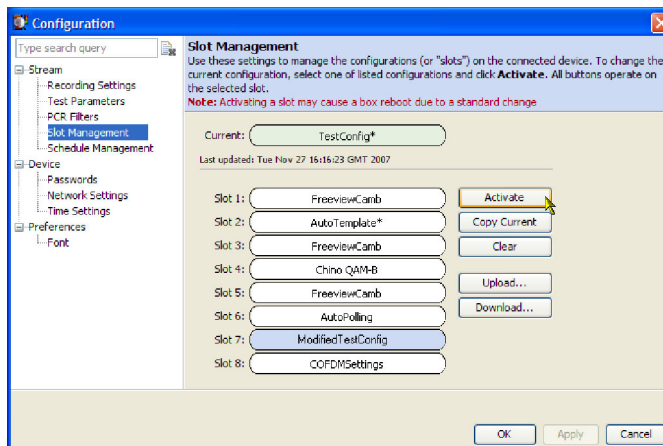 Configuration
Type search query
Stream
Recording Settings
Test Parameters
PCR Filters
Slot Management
Schedule Management
Device
Passwords
Network Settings
Time Settings
Preferences
Font
Slot Management
Use these settings to manage the configurations (or "slots") on the connected device. To change the
current configuration, select one of listed configurations and click Activate. All buttons operate on
the selected slot.
Note: Activating a slot may cause a box reboot due to a standard change
Current: TestConfig*
Last updated: Tue Nov 27 16:16:23 GMT 2007
Slot 1: FreeviewCamb Activate
Slot 2: AutoTemplate* Copy Current
Slot 3: FreeviewCamb Clear
Slot 4: Chino QAM-B
Upload...
Slot 5: FreeviewCamb
Download...
Slot 6: AutoPolling
Slot 7: ModifiedTestConfig
Slot 8: COFDMSettings
OK Apply Cancel